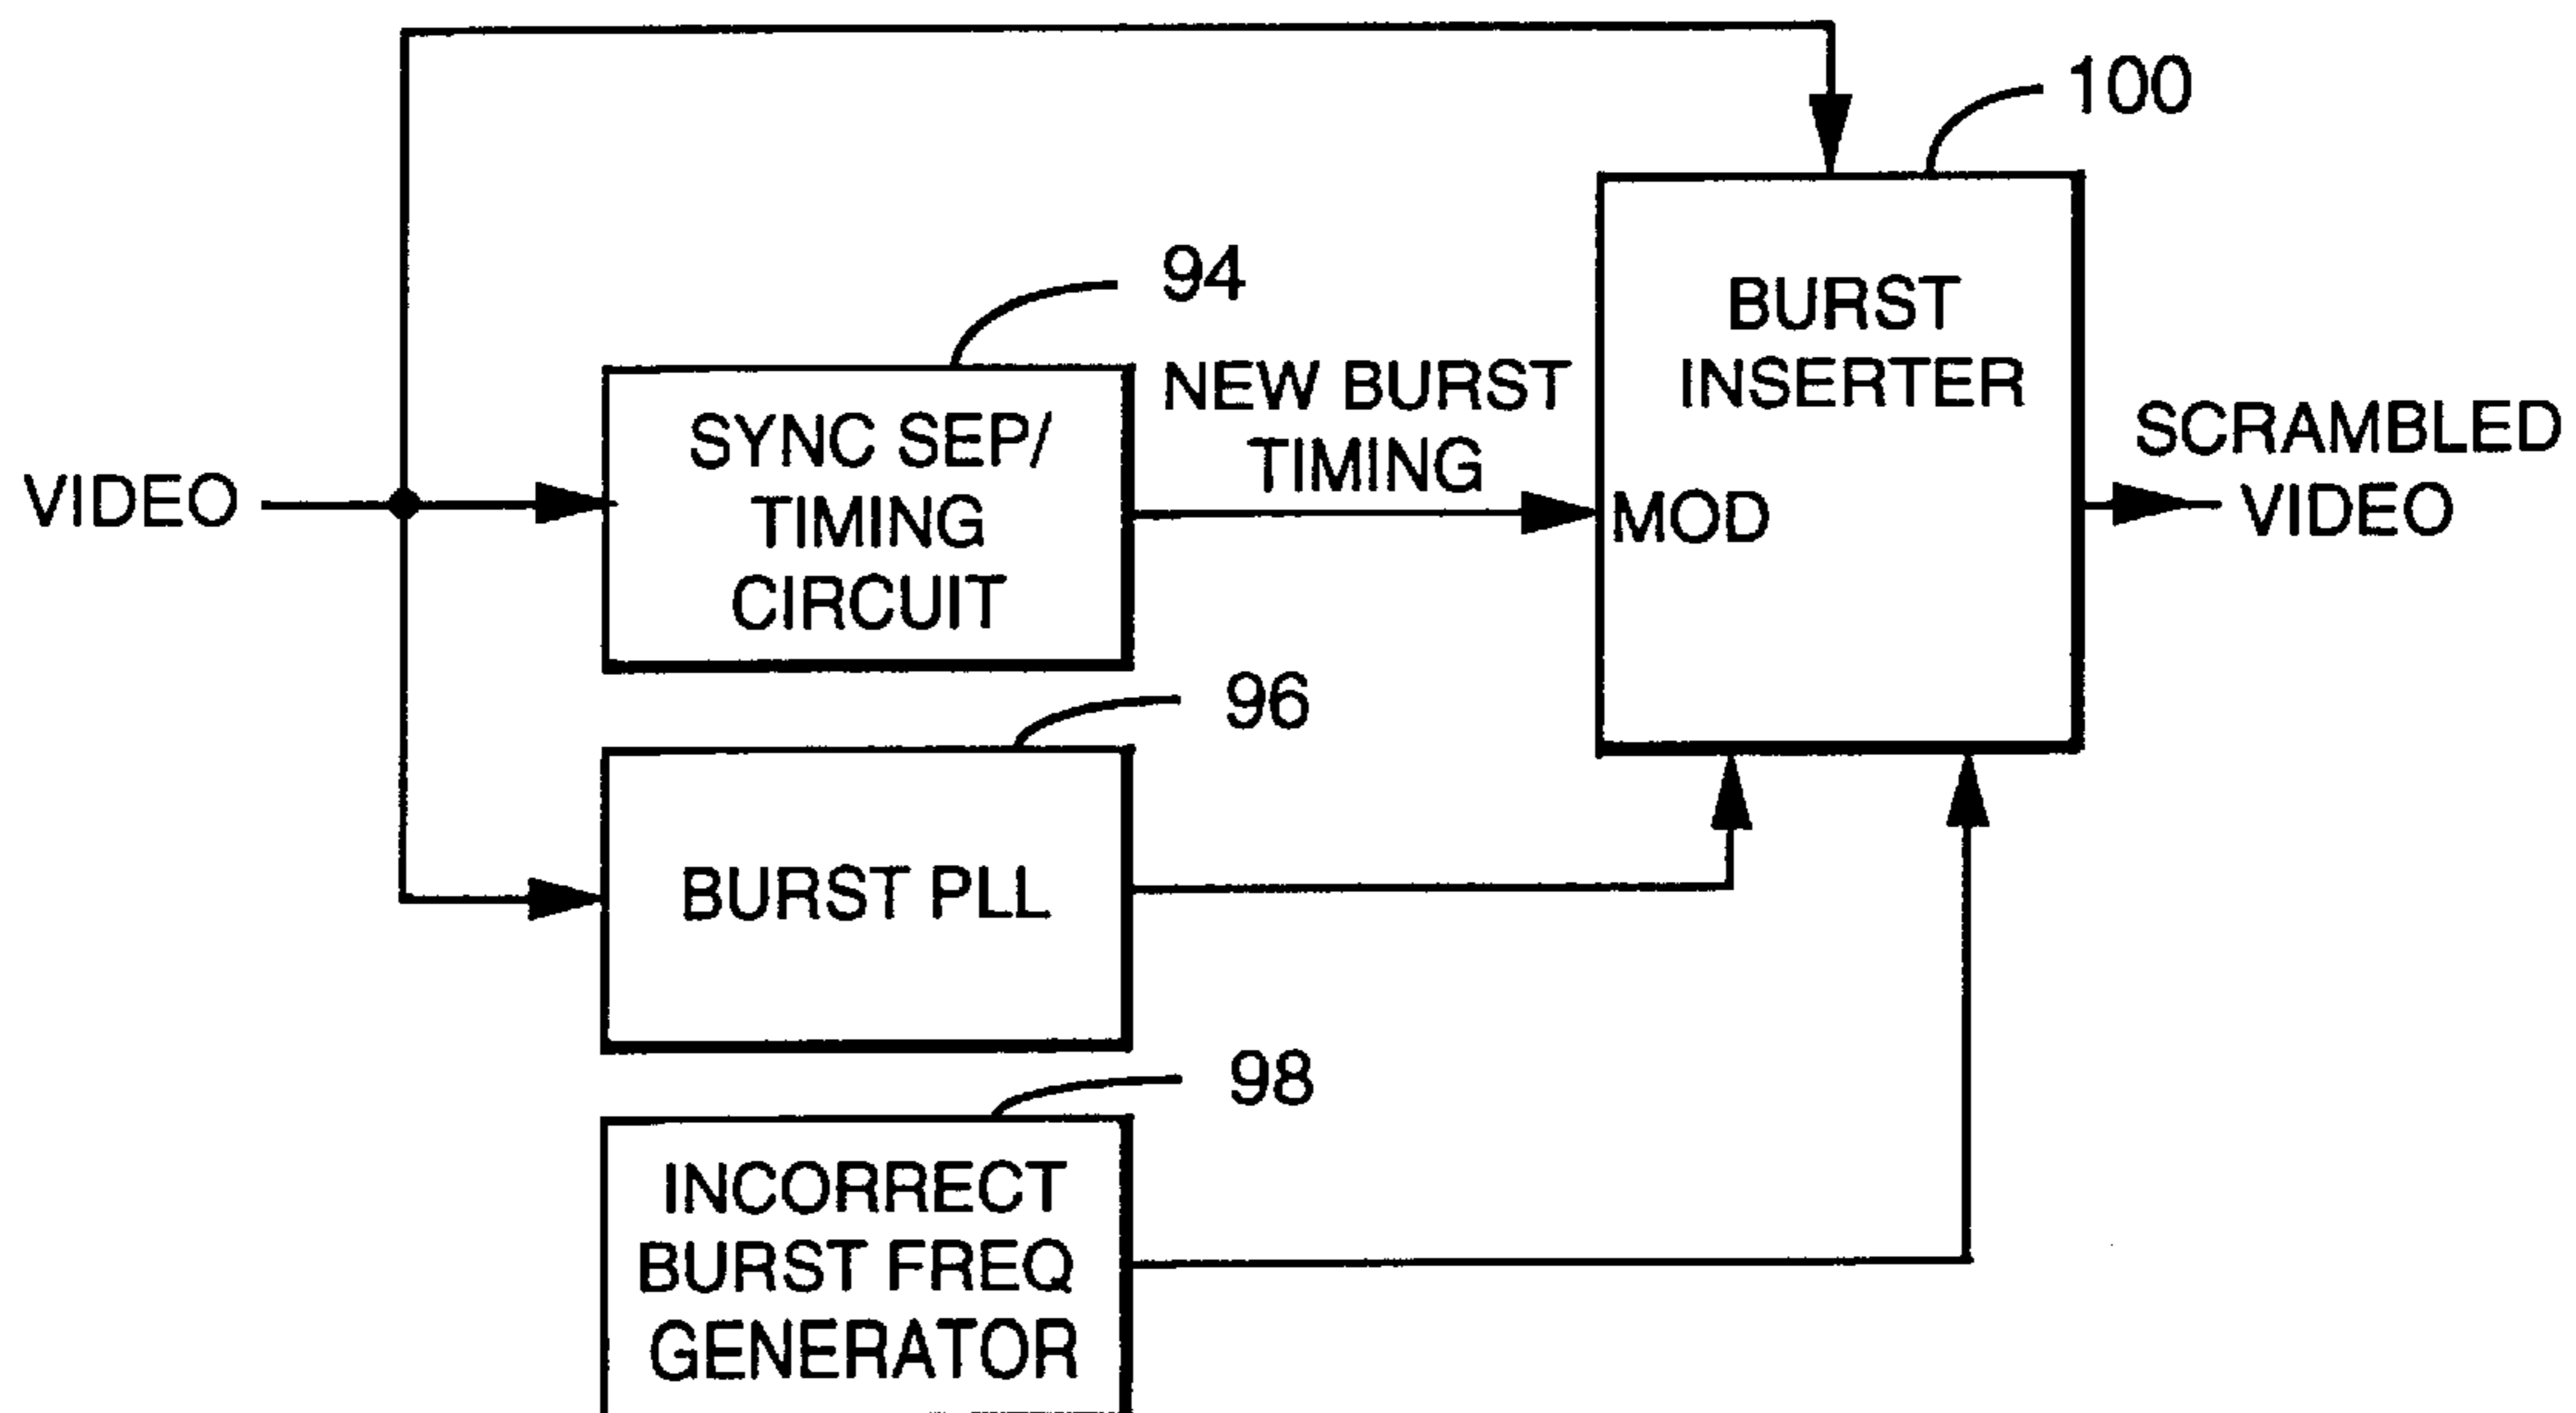 100
94
NEW BURST
TIMING
BURST
INSERTER
MOD
SCRAMBLED
VIDEO
VIDEO
SYNC SEP/
TIMING
CIRCUIT
96
BURST PLL
98
INCORRECT
BURST FREQ
GENERATOR